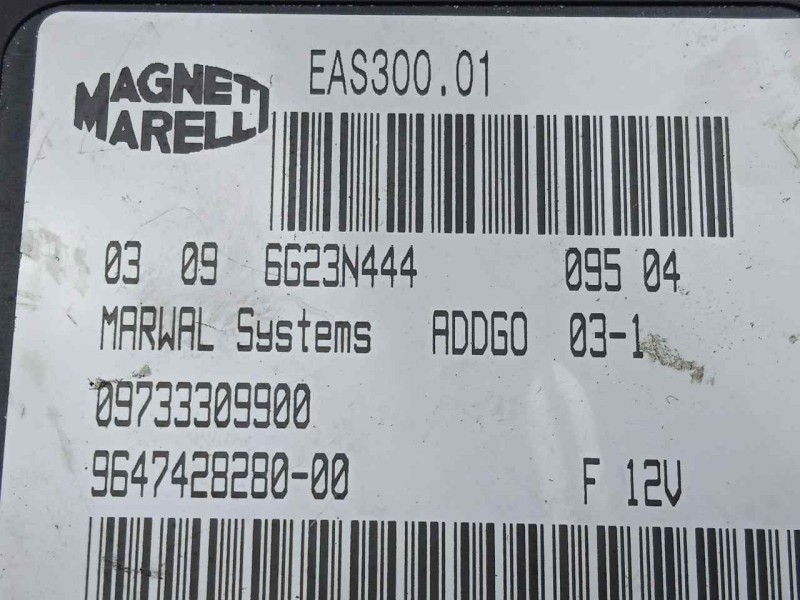 MAGNETI MARELLI
EAS300.01
03 09 6G23N444 095 04
MARWAL Systems ADDGO 03-1
09733309900
9647428280-00 F 12V